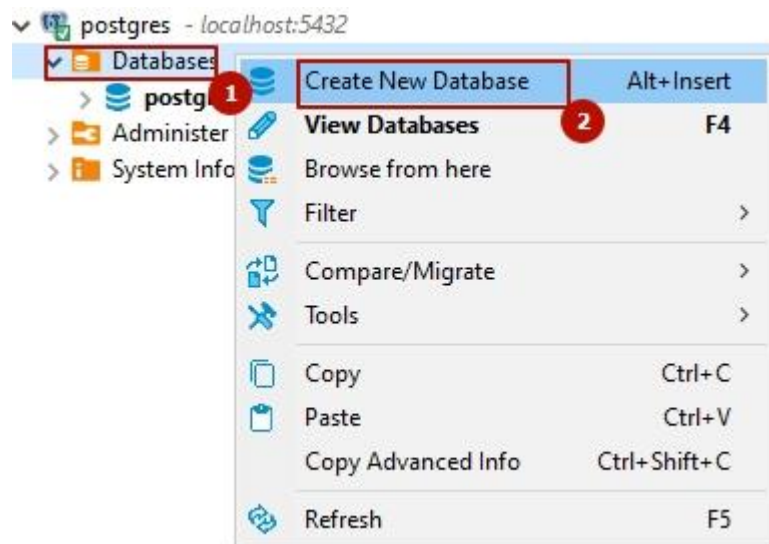 postgres - localhost:5432
Databases
1
Create New Database Alt+Insert
2
postg
View Databases F4
Administer
Browse from here
System Info
Filter
Compare/Migrate
Tools
Copy Ctrl+C
Paste Ctrl+V
Copy Advanced Info Ctrl+Shift+C
Refresh F5